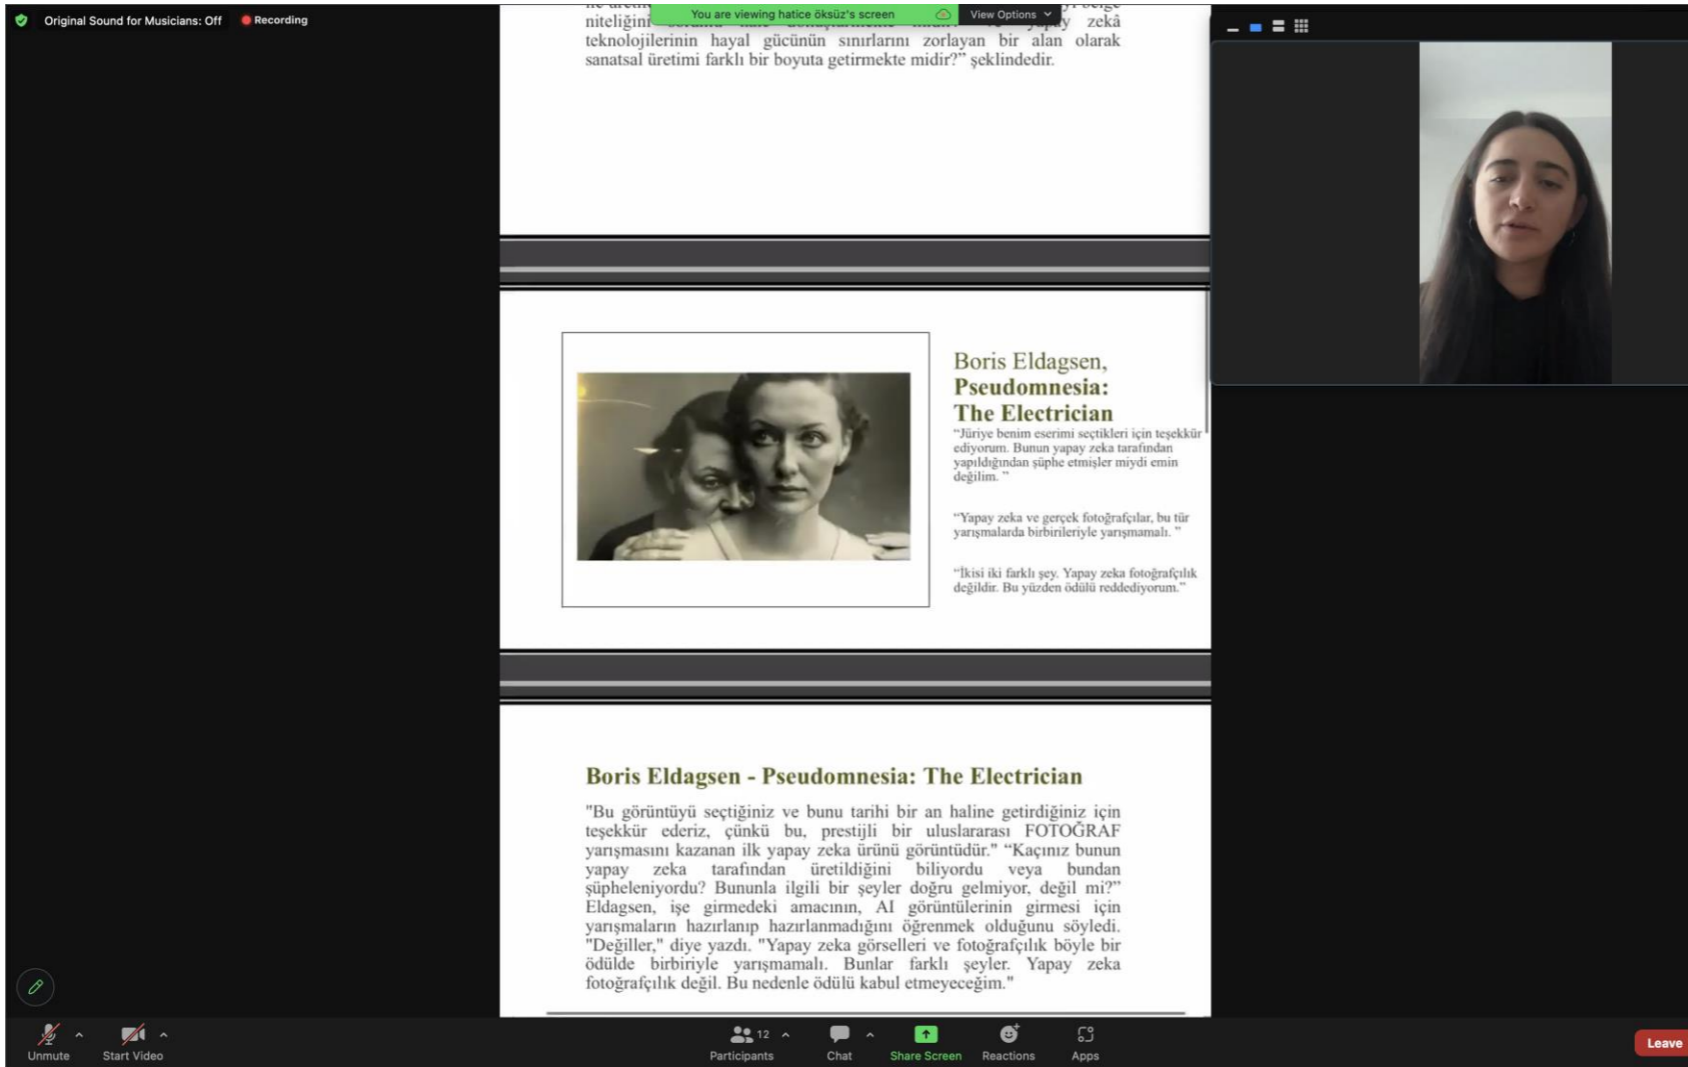 Original Sound for Musicians: Off
Recording
You are viewing hatice öksüz's screen
View Options
niteliğini
zekâ
teknolojilerinin hayal gücünün sınırlarını zorlayan bir alan olarak
sanatsal üretimi farklı bir boyuta getirmekte midir?” şeklindedir.
Boris Eldagsen,
Pseudomnesia:
The Electrician
“Jüriye benim eserimi seçtikleri için teşekkür
ediyorum. Bunun yapay zeka tarafından
yapıldığından şüphe etmişler miydi emin
değilim. ”
“Yapay zeka ve gerçek fotoğrafçılar, bu tür
yarışmalarda birbirileriyle yarışmamalı. ”
“İkisi iki farklı şey. Yapay zeka fotoğrafçılık
değildir. Bu yüzden ödülü reddediyorum.”
Boris Eldagsen - Pseudomnesia: The Electrician
"Bu görüntüyü seçtiğiniz ve bunu tarihi bir an haline getirdiğiniz için
teşekkür ederiz, çünkü bu, prestijli bir uluslararası FOTOĞRAF
yarışmasını kazanan ilk yapay zeka ürünü görüntüdür." “Kaçınız bunun
yapay zeka tarafından üretildiğini biliyordu veya bundan
şüpheleniyordu? Bununla ilgili bir şeyler doğru gelmiyor, değil mi?”
Eldagsen, işe girmedeki amacının, AI görüntülerinin girmesi için
yarışmaların hazırlanıp hazırlanmadığını öğrenmek olduğunu söyledi.
"Değiller," diye yazdı. "Yapay zeka görselleri ve fotoğrafçılık böyle bir
ödülde birbiriyle yarışmamalı. Bunlar farklı şeyler. Yapay zeka
fotoğrafçılık değil. Bu nedenle ödülü kabul etmeyeceğim."
Unmute
Start Video
12
Participants
Chat
Share Screen
Reactions
Apps
Leave